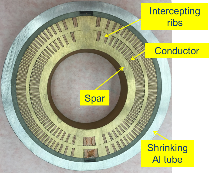 Intercepting
ribs
Conductor
Spar
Shrinking
Al tube